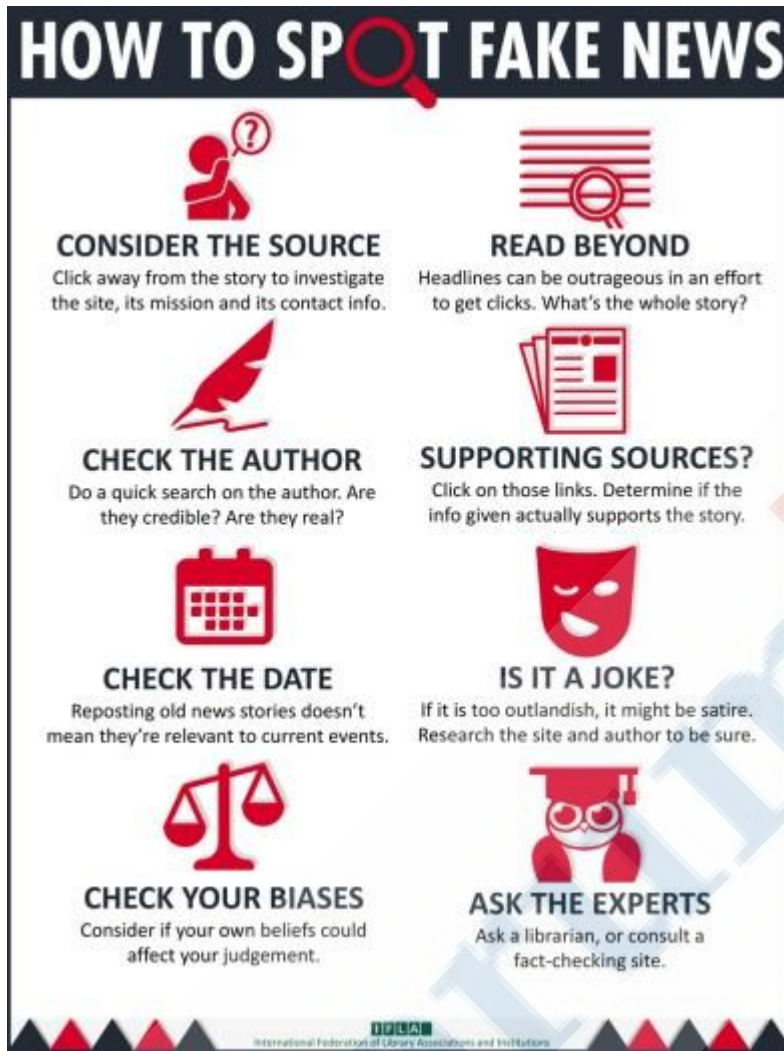 HOW TO SPOT FAKE NEWS
CONSIDER THE SOURCE
Click away from the story to investigate
the site, its mission and its contact info.
READ BEYOND
Headlines can be outrageous in an effort
to get clicks. What's the whole story?
CHECK THE AUTHOR
Do a quick search on the author. Are
they credible? Are they real?
SUPPORTING SOURCES?
Click on those links. Determine if the
info given actually supports the story.
CHECK THE DATE
Reposting old news stories doesn't
mean they're relevant to current events.
IS IT A JOKE?
If it is too outlandish, it might be satire.
Research the site and author to be sure.
CHECK YOUR BIASES
Consider if your own beliefs could
affect your judgement.
ASK THE EXPERTS
Ask a librarian, or consult a
fact-checking site.
IFLA
International Federation of Library Associations and Institutions